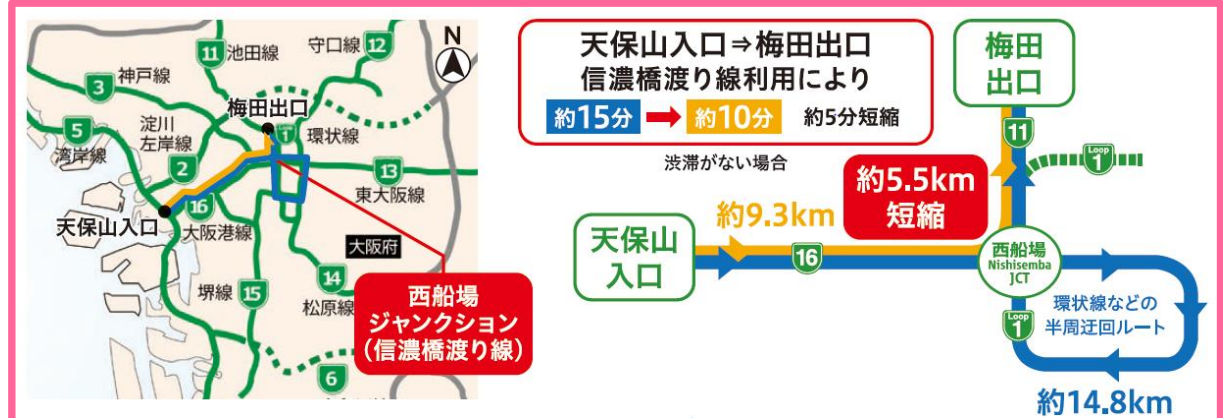 N
守口線
12
11
池田線
神戸線
3
梅田出口
5
湾岸線
淀川
左岸線
2
Loop
1
環状線
13
東大阪線
天保山入口
16
大阪港線
大阪府
堺線
15
14
松原線
6
西船場
ジャンクション
（信濃橋渡り線）
天保山入口⇒梅田出口
信濃橋渡り線利用により
約15分
約10分
約5分短縮
渋滞がない場合
梅田
出口
11
Loop
1
約5.5km
短縮
約9.3km
天保山
入口
16
西船場
Nishisemba
JCT
Loop
1
環状線などの
半周迂回ルート
約14.8km